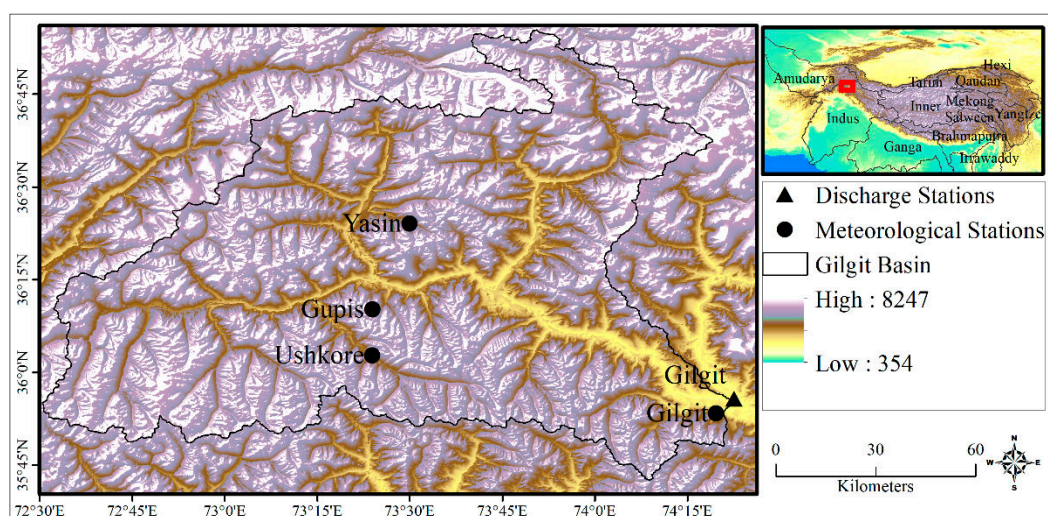 36°45'N
36°30'N
36°15'N
36°0'N
35°45'N
72°30'E
72°45'E
73°0'E
73°15'E
73°30'E
73°45'E
74°0'E
74°15'E
Yasin
Gupis
Ushkore
Gilgit
Gilgit
Amudarya
Tarim
Hexi
Qaudan
Indus
Inner
Mekong
Salween
Yangtze
Brahmaputra
Ganga
Irrawaddy
Discharge Stations
Meteorological Stations
Gilgit Basin
High : 8247
Low : 354
0 30 60
Kilometers
N
W
E
S